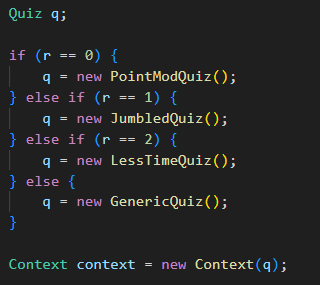 Quiz q;
if (r == 0) {
    q = new PointModQuiz();
} else if (r == 1) {
    q = new JumbledQuiz();
} else if (r == 2) {
    q = new LessTimeQuiz();
} else {
    q = new GenericQuiz();
}
Context context = new Context(q);